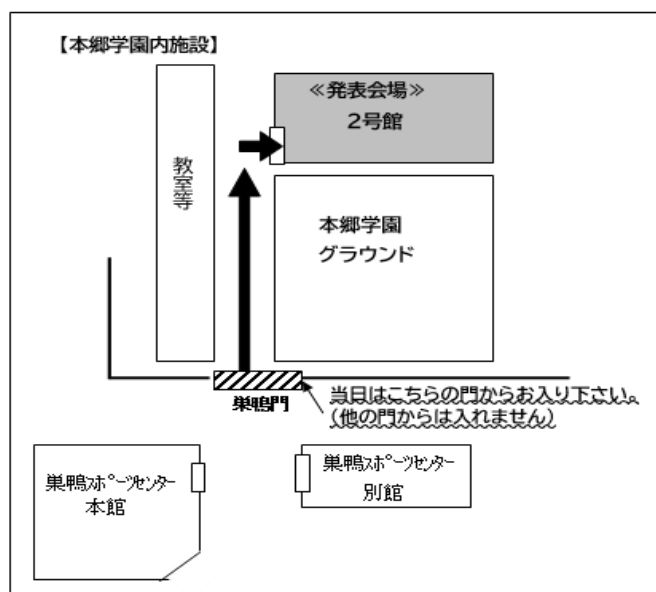 【本郷学園内施設】
≪発表会場≫
2号館
教室等
本郷学園
グラウンド
巣鴨門
当日はこちらの門からお入り下さい。
(他の門からは入れません)
巣鴨スポーツセンター
本館
巣鴨スポーツセンター
別館